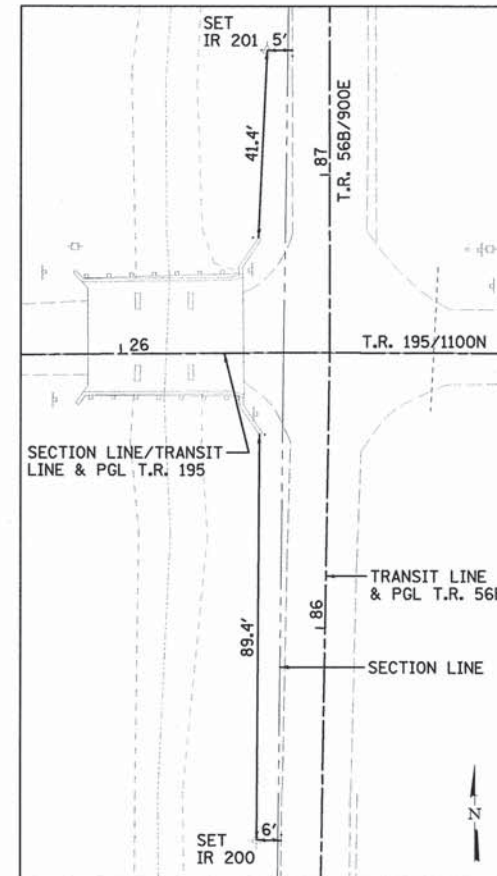 SET
IR 201
5'
41.4'
87
T.R. 56B/900E
26
T.R. 195/1100N
SECTION LINE/TRANSIT
LINE & PGL T.R. 195
TRANSIT LINE
& PGL T.R. 56B
86
89.4'
SECTION LINE
N
SET
IR 200
6'